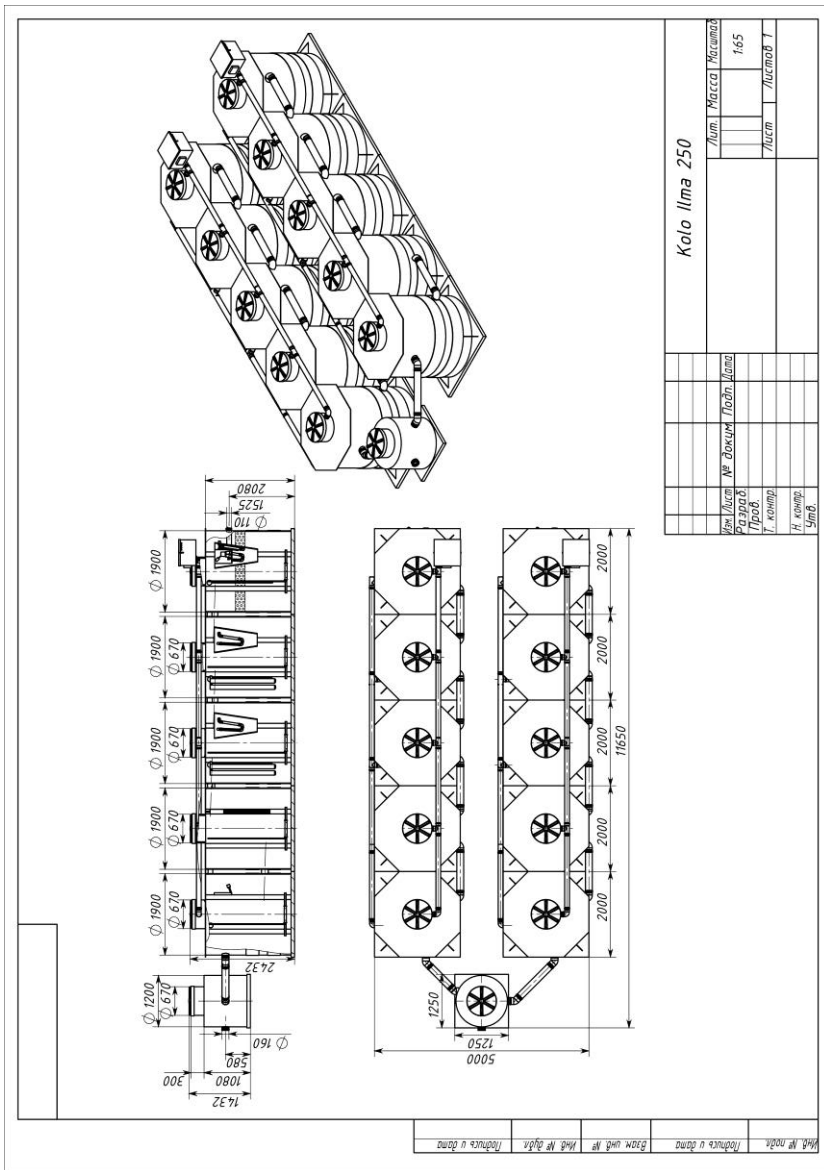 2080
1525
Ø 110
Ø 1900
Ø 1900
Ø 670
Ø 1900
Ø 670
Ø 1900
Ø 670
Ø 1900
Ø 670
2432
Ø 1200
Ø 670
Ø 160
580
300
1080
1432
2000
2000
2000
2000
2000
11650
1250
1250
5000
Kolo Ilma 250
Лит. Масса Масштаб
1:65
Лист Листов 1
Изм. Лист № докум. Подп. Дата
Разраб.
Пров.
Т. контр.
Н. контр.
Утв.
Подпись и дата
Инв. № дубл.
Взам. инв. №
Подпись и дата
Инв. № подл.